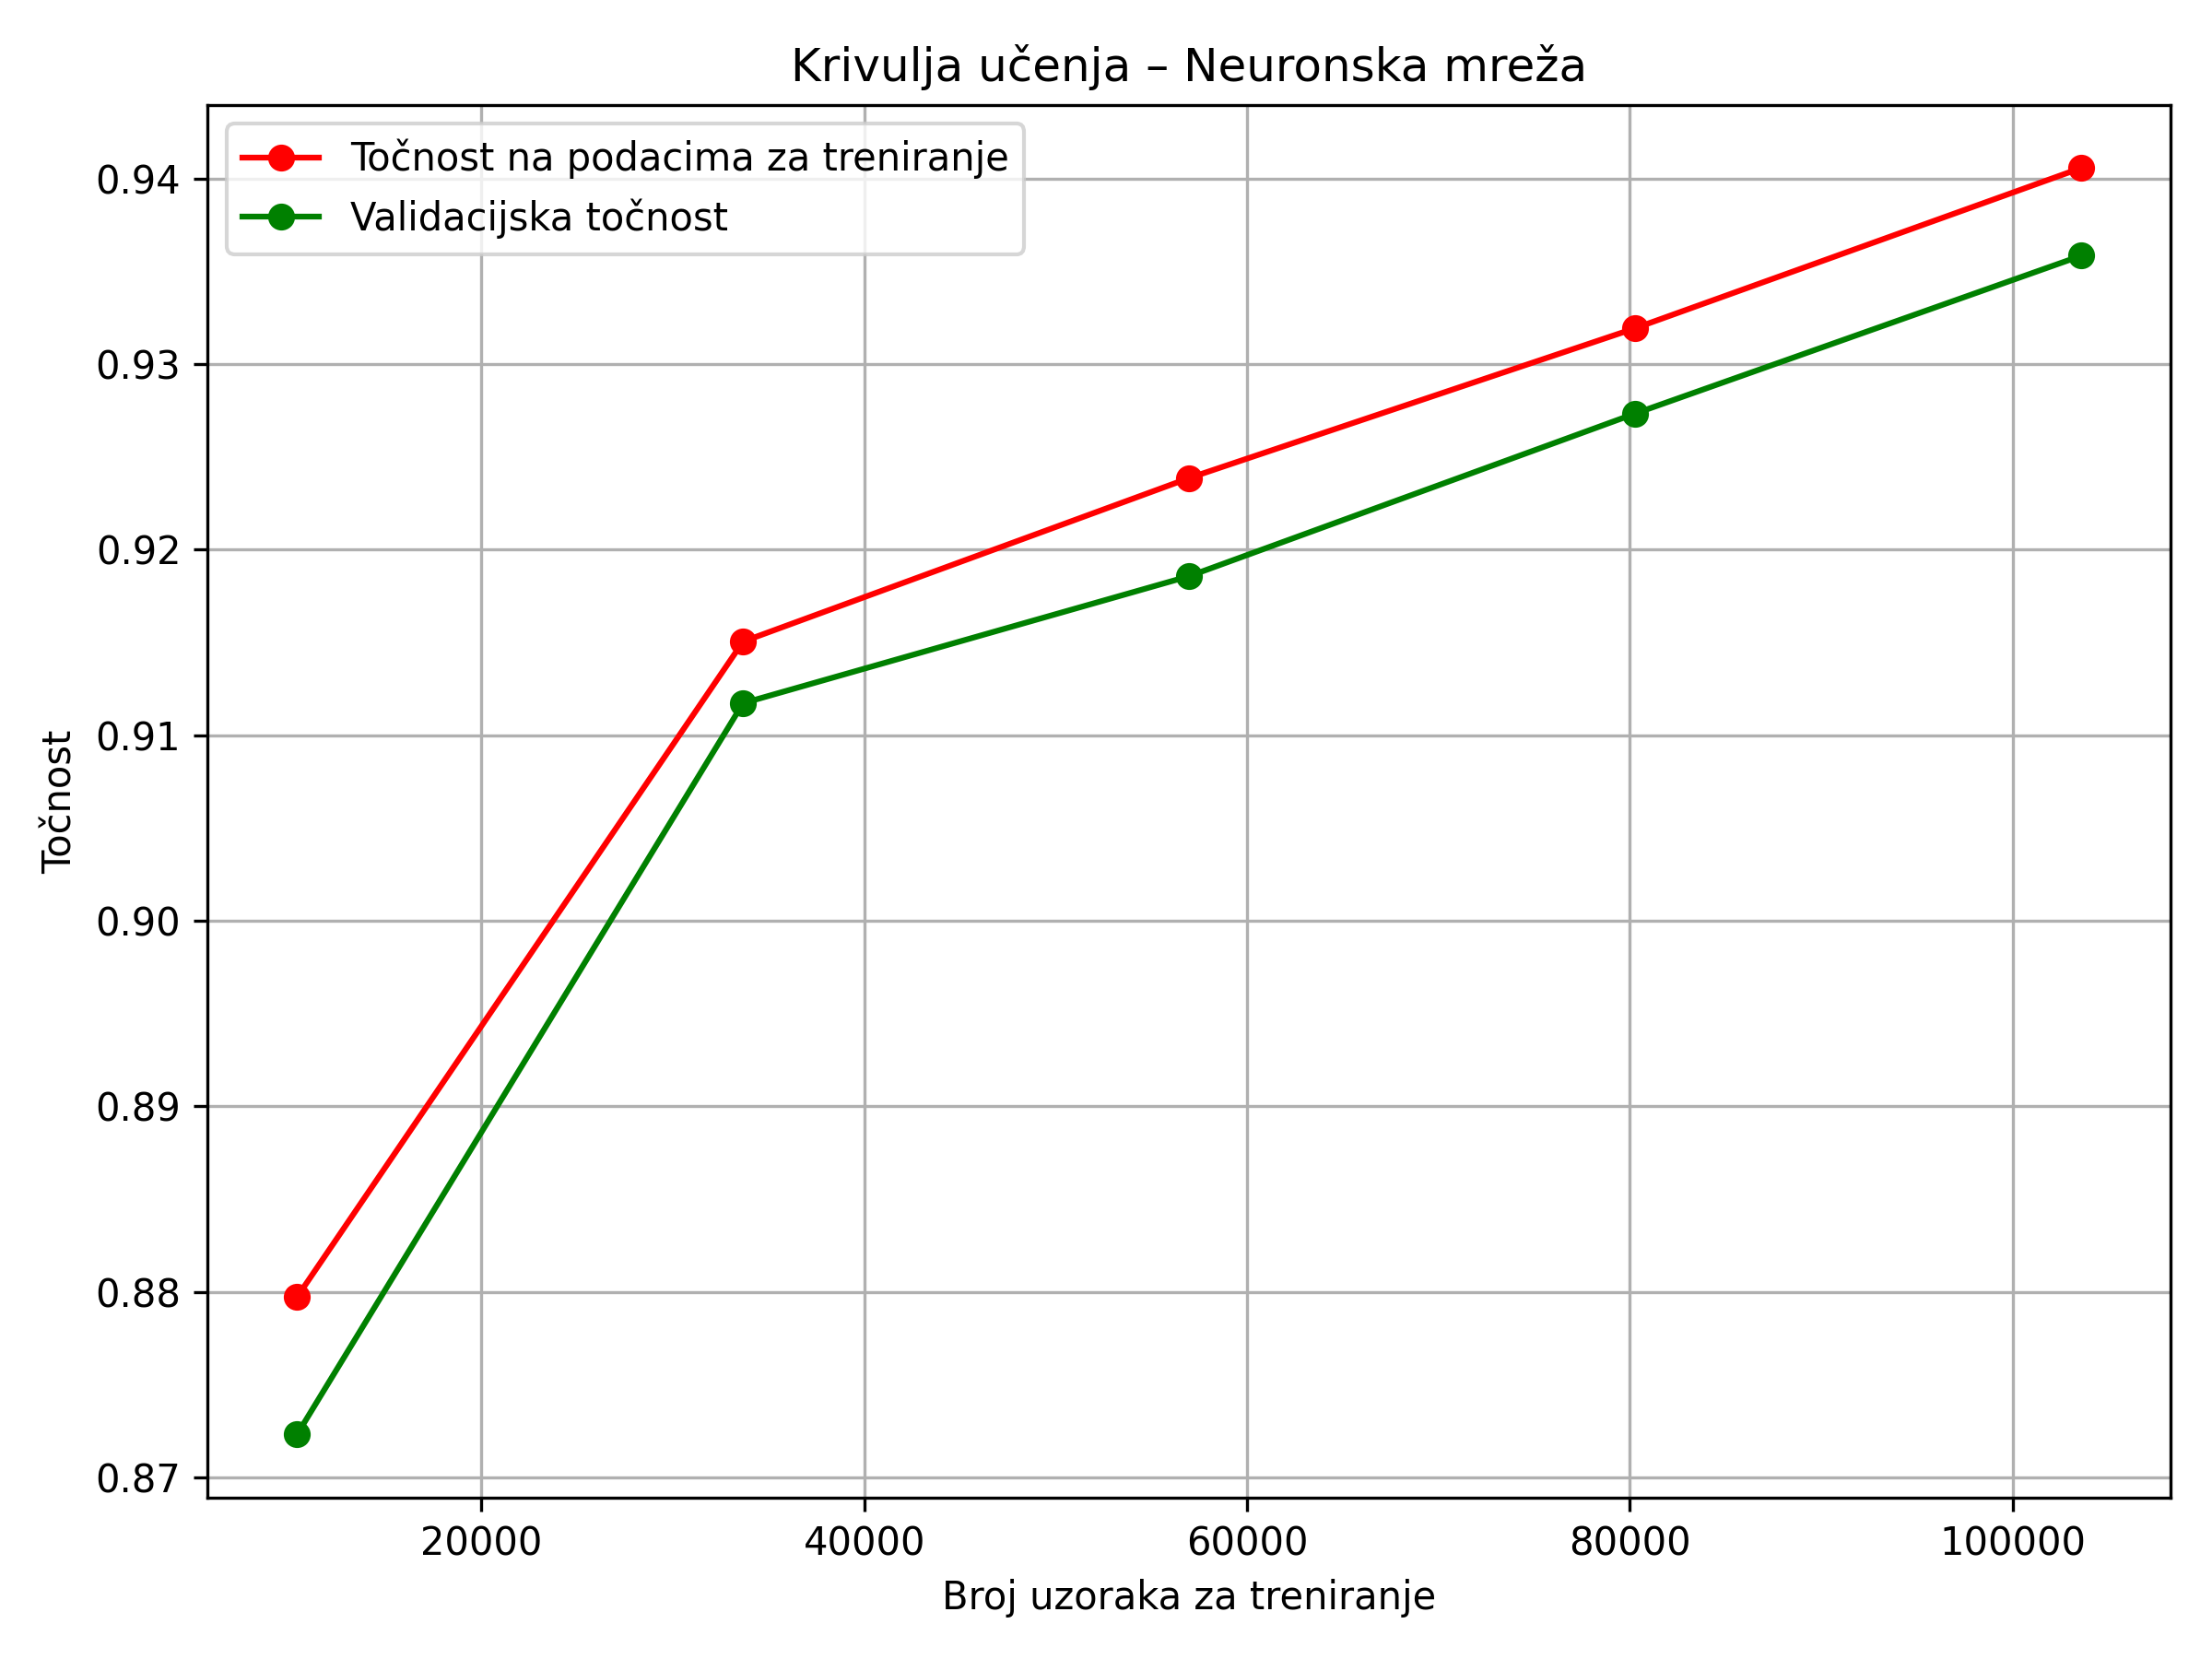 Krivulja učenja – Neuronska mreža
Točnost na podacima za treniranje
Validacijska točnost
0.94
0.93
0.92
0.91
0.90
0.89
0.88
0.87
Točnost
20000
40000
60000
80000
100000
Broj uzoraka za treniranje